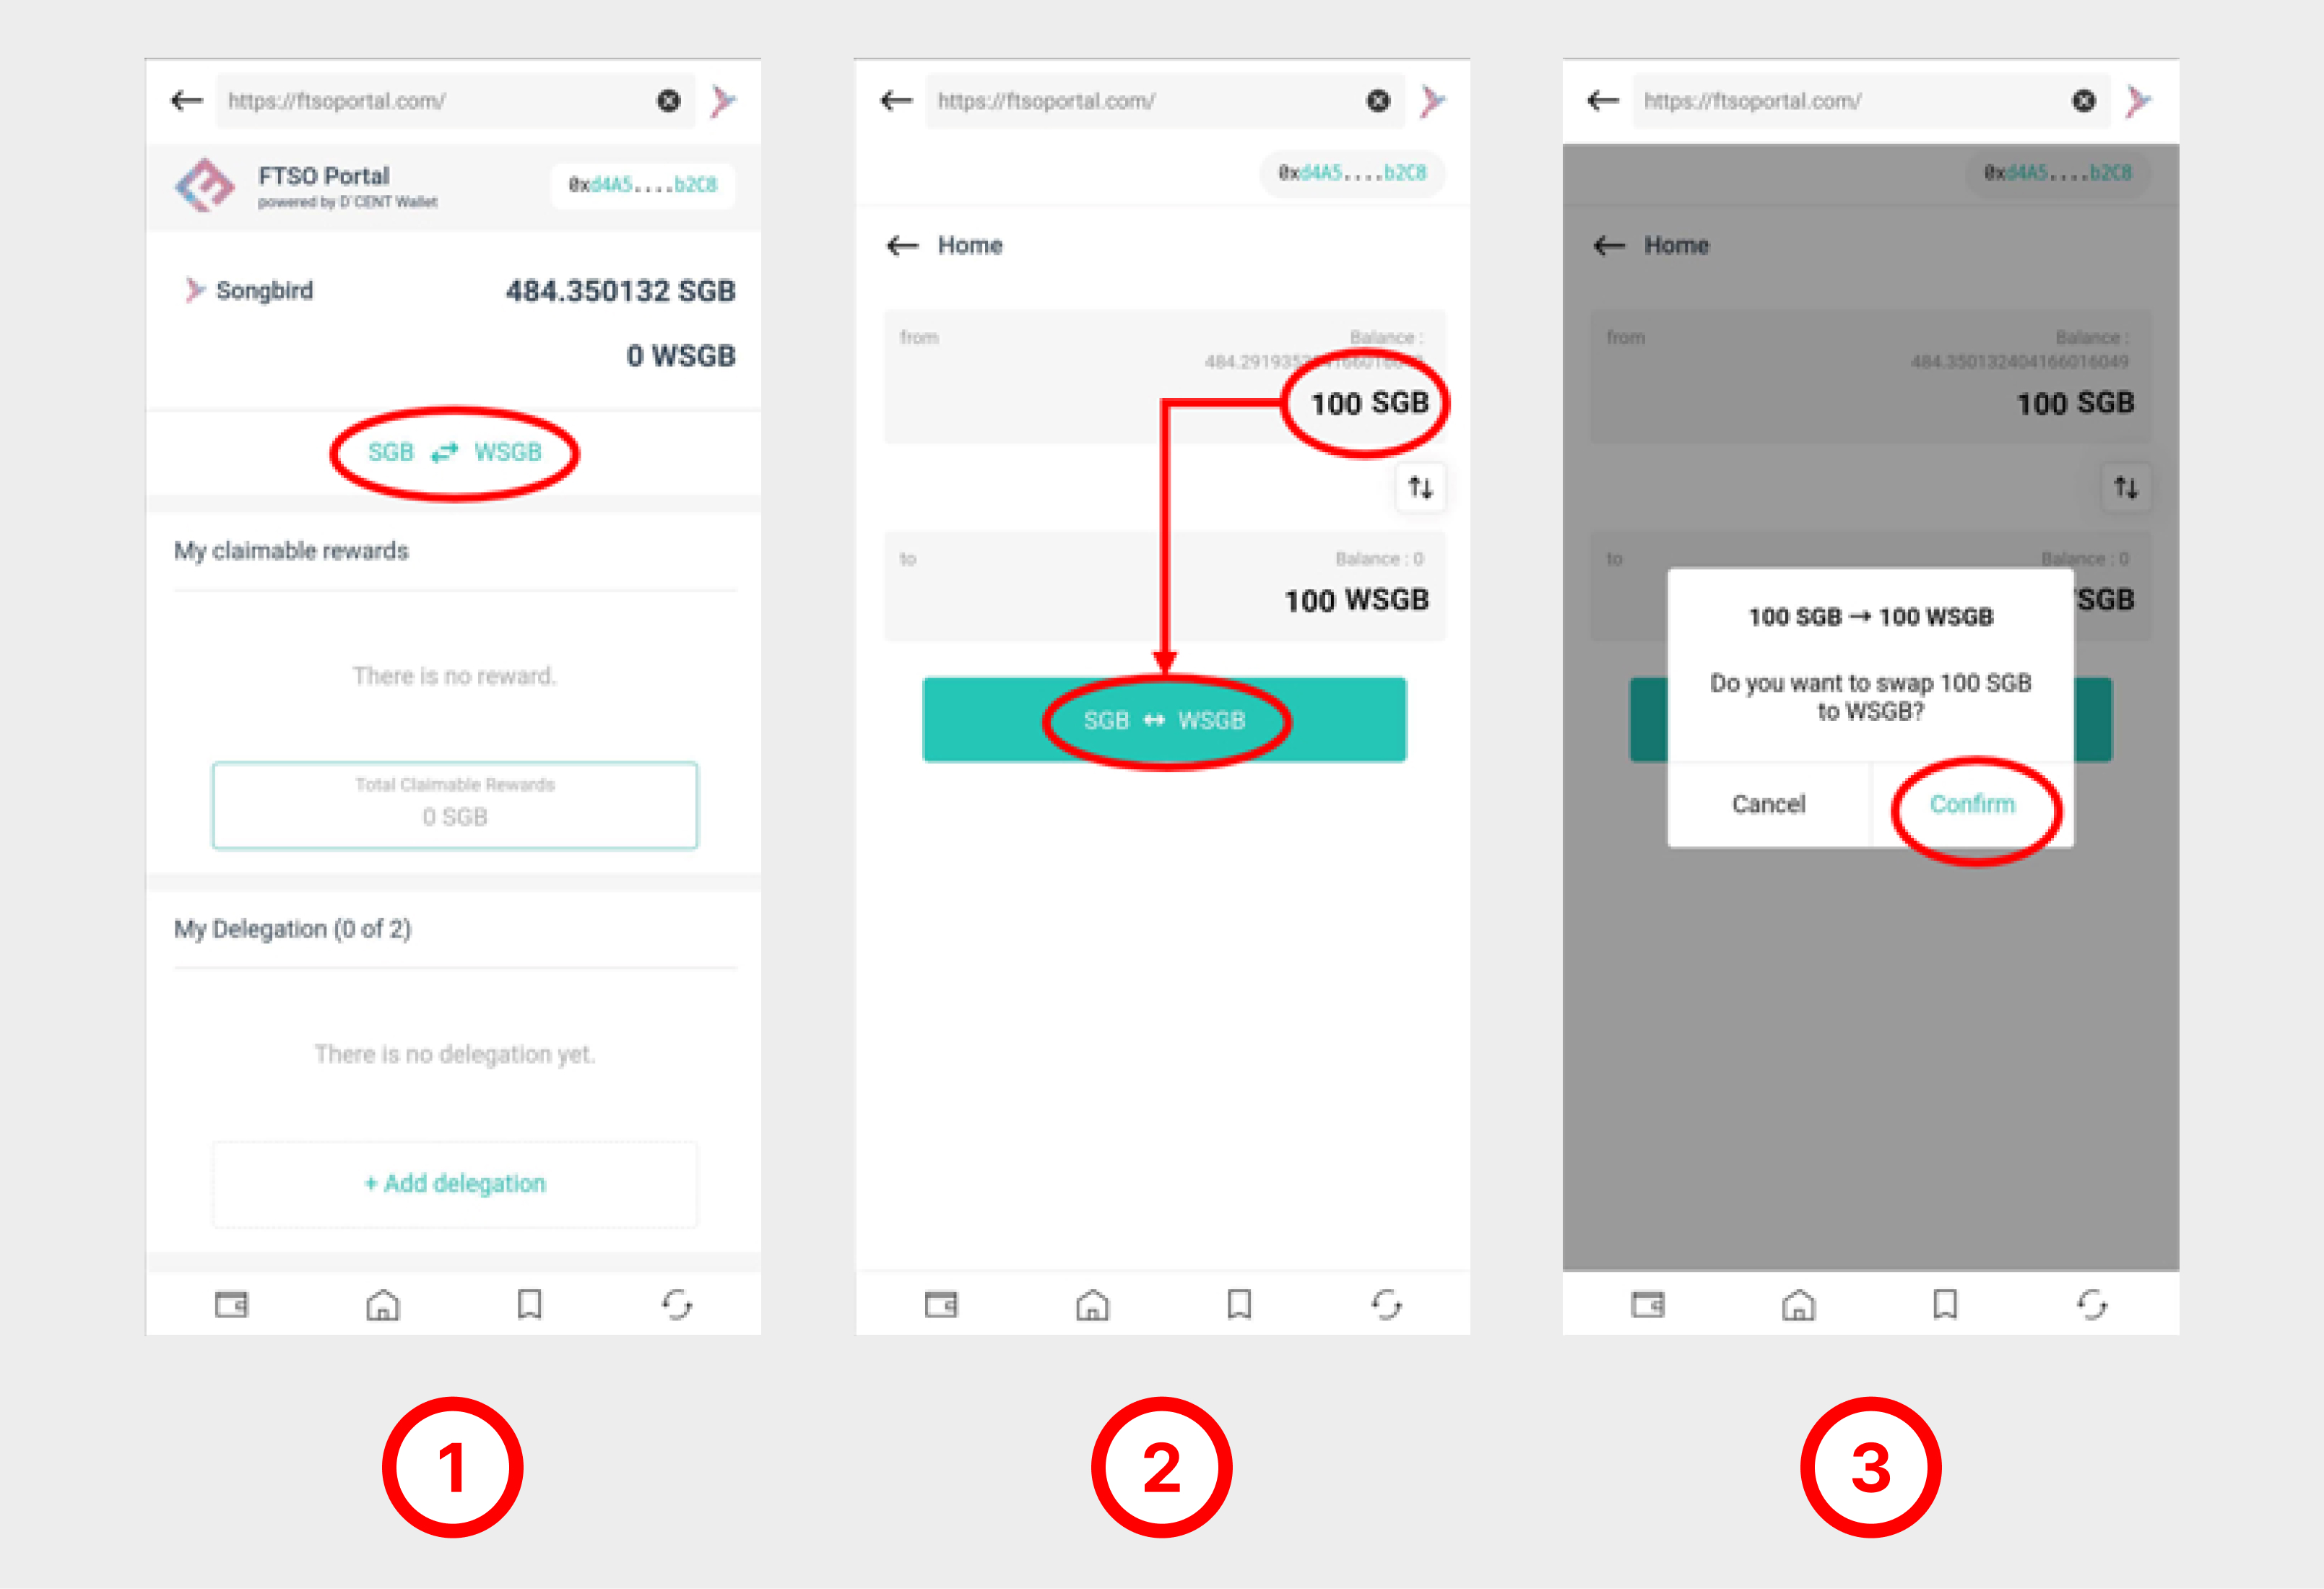 https://ftsoportal.com/
FTSO Portal
powered by D'CENT Wallet
0xd4A5....b2C8
Songbird
484.350132 SGB
0 WSGB
SGB WSGB
My claimable rewards
There is no reward.
Total Claimable Rewards
0 SGB
My Delegation (0 of 2)
There is no delegation yet.
+ Add delegation
1
https://ftsoportal.com/
0xd4A5....b2C8
Home
from
Balance :
100 SGB
to
Balance : 0
100 WSGB
SGB ↔ WSGB
2
https://ftsoportal.com/
0xd4A5....b2C8
Home
from
Balance :
484.350132404166016049
100 SGB
to
Balance : 0
SGB
100 SGB → 100 WSGB
Do you want to swap 100 SGB
to WSGB?
Cancel
Confirm
3